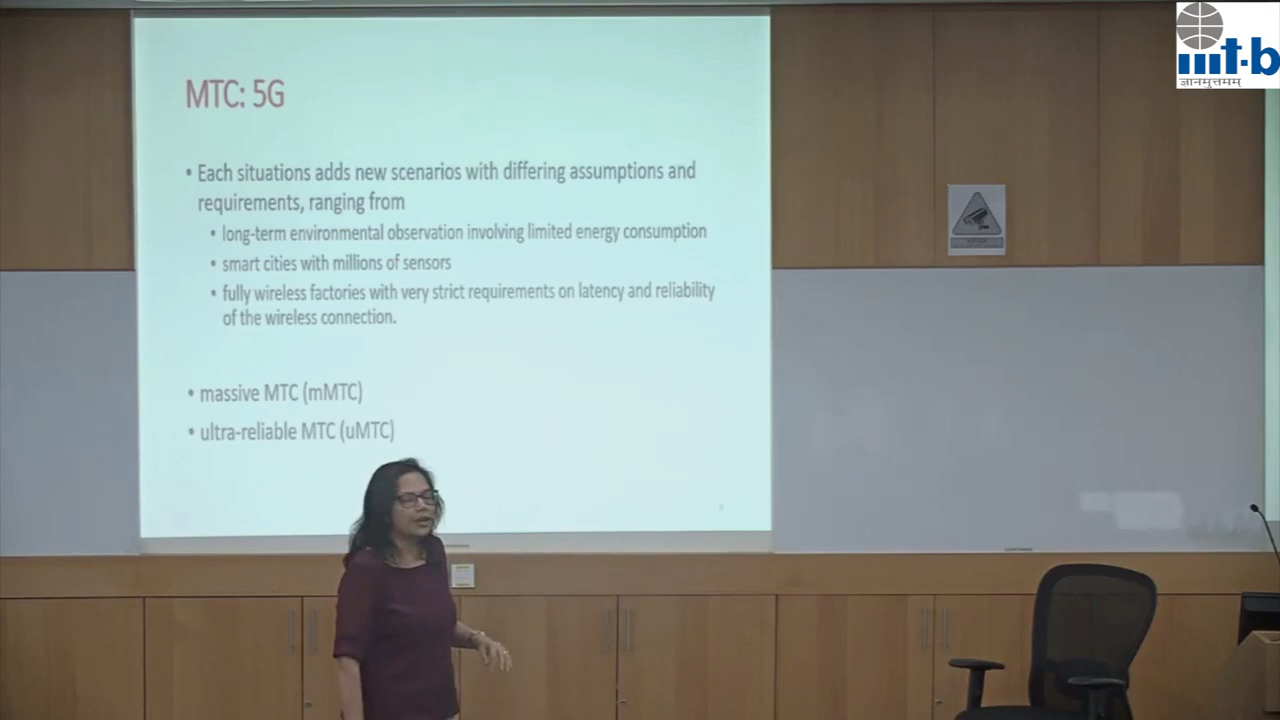 MTC: 5G
• Each situations adds new scenarios with differing assumptions and
requirements, ranging from
• long-term environmental observation involving limited energy consumption
• smart cities with millions of sensors
• fully wireless factories with very strict requirements on latency and reliability
of the wireless connection.
• massive MTC (mMTC)
• ultra-reliable MTC (uMTC)
iiit-b
ज्ञानमुत्तमम्